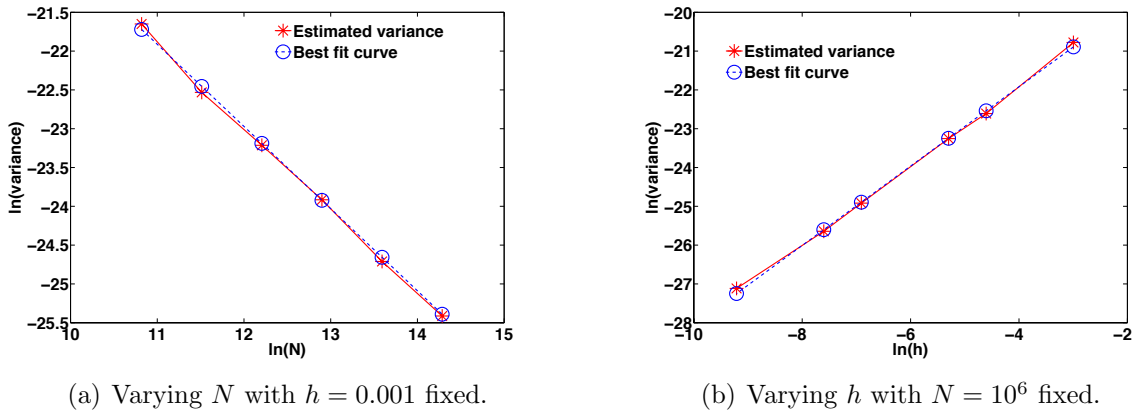 −21.5
−22
−22.5
−23
−23.5
−24
−24.5
−25
−25.5
10
11
12
13
14
15
ln(N)
ln(variance)
Estimated variance
Best fit curve
(a) Varying N with h = 0.001 fixed.
−20
−21
−22
−23
−24
−25
−26
−27
−28
−10
−8
−6
−4
−2
ln(h)
ln(variance)
Estimated variance
Best fit curve
(b) Varying h with N = 10⁶ fixed.